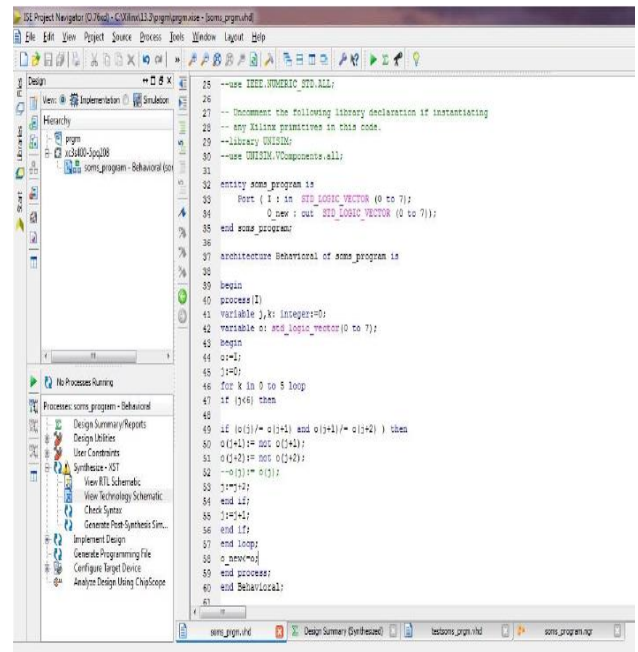 ISE Project Navigator (O.76xd) - C:\Xilinx\13.3\prgm\prgm.xise - [soms_prgm.vhd]
File Edit View Project Source Process Tools Window Layout Help
Design
View: Implementation Simulation
Hierarchy
prgm
xc3s400-5pq208
soms_program - Behavioral (so
No Processes Running
Processes: soms_program - Behavioral
Design Summary/Reports
Design Utilities
User Constraints
Synthesize - XST
View RTL Schematic
View Technology Schematic
Check Syntax
Generate Post-Synthesis Sim...
Implement Design
Generate Programming File
Configure Target Device
Analyze Design Using ChipScope
Files
Libraries
Start
25 --use IEEE.NUMERIC_STD.ALL;
26
27 -- Uncomment the following library declaration if instantiating
28 -- any Xilinx primitives in this code.
29 --library UNISIM;
30 --use UNISIM.VComponents.all;
31
32 entity soms_program is
33 Port ( I : in STD_LOGIC_VECTOR (0 to 7);
34 O_new : out STD_LOGIC_VECTOR (0 to 7));
35 end soms_program;
36
37 architecture Behavioral of soms_program is
38
39 begin
40 process(I)
41 variable j,k: integer:=0;
42 variable o: std_logic_vector(0 to 7);
43 begin
44 o:=I;
45 j:=0;
46 for k in 0 to 5 loop
47 if (j<6) then
48
49 if (o(j)/= o(j+1) and o(j+1)/= o(j+2) ) then
50 o(j+1):= not o(j+1);
51 o(j+2):= not o(j+2);
52 --o(j):= o(j);
53 j:=j+2;
54 end if;
55 j:=j+1;
56 end if;
57 end loop;
58 o_new<=o;
59 end process;
60 end Behavioral;
61
soms_prgm.vhd
Design Summary (Synthesized)
testsoms_prgm.vhd
soms_program.ngr